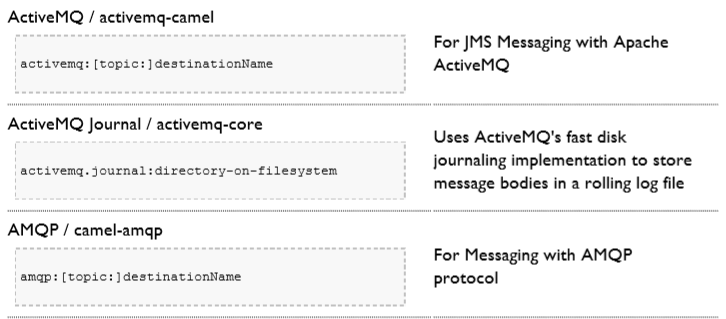 ActiveMQ / activemq-camel
activemq:[topic:]destinationName
For JMS Messaging with Apache
ActiveMQ
ActiveMQ Journal / activemq-core
activemq.journal:directory-on-filesystem
Uses ActiveMQ's fast disk
journaling implementation to store
message bodies in a rolling log file
AMQP / camel-amqp
amqp:[topic:]destinationName
For Messaging with AMQP
protocol